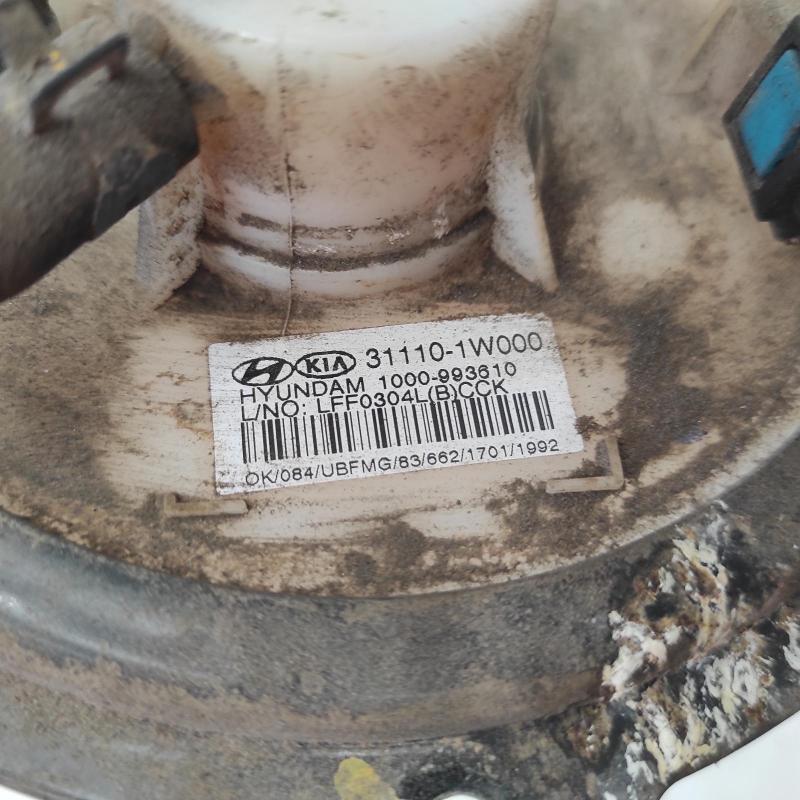 KIA 31110-1W000
HYUNDAM 1000-993610
L/NO: LFF0304L(B)CCK
OK/084/UBFMG/83/662/1701/1992